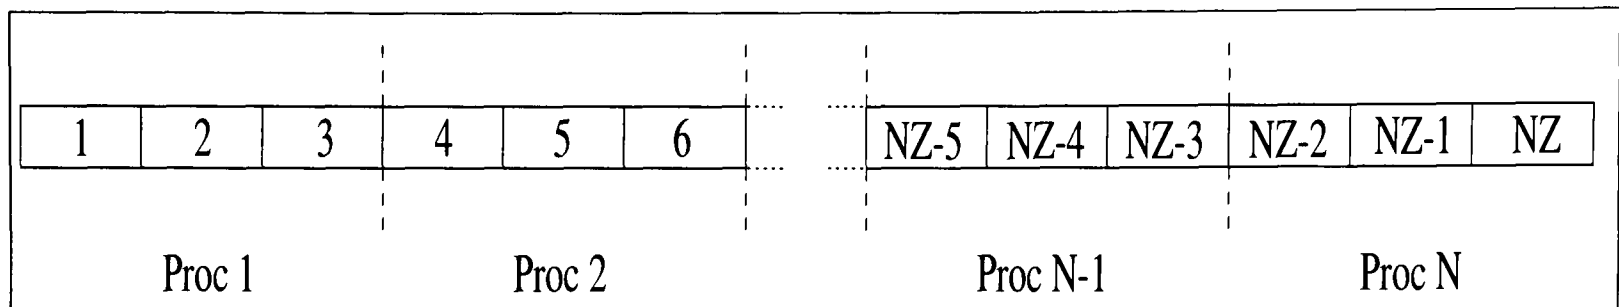 1 2 3 4 5 6 NZ-5 NZ-4 NZ-3 NZ-2 NZ-1 NZ
Proc 1 Proc 2 Proc N-1 Proc N